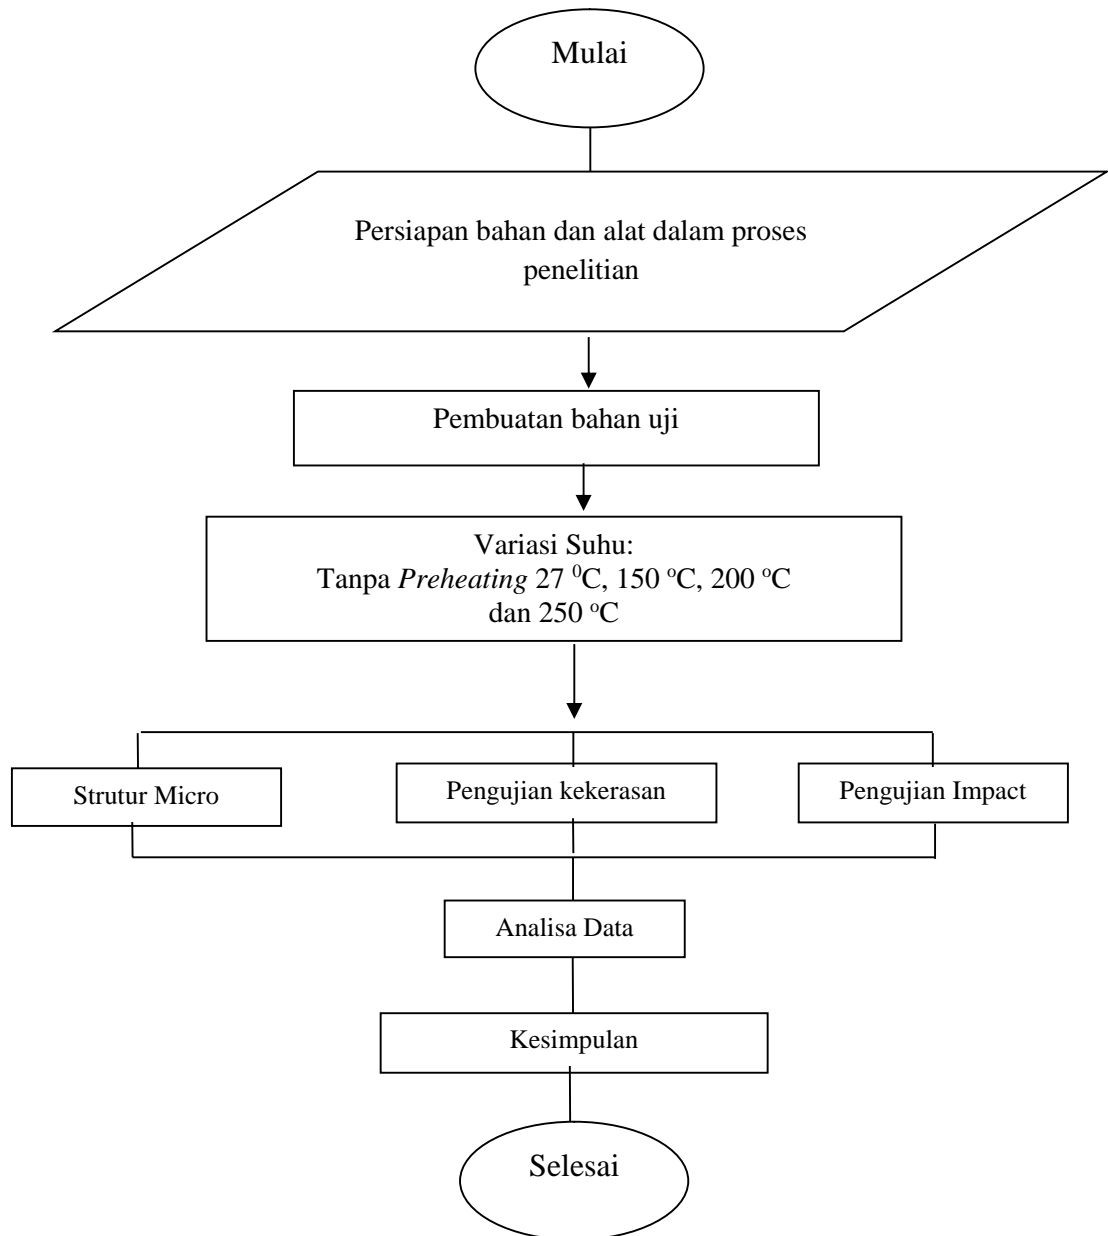 Mulai
Persiapan bahan dan alat dalam proses
penelitian
Pembuatan bahan uji
Variasi Suhu:
Tanpa Preheating 27 ⁰C, 150 ᵒC, 200 ᵒC
dan 250 ᵒC
Strutur Micro
Pengujian kekerasan
Pengujian Impact
Analisa Data
Kesimpulan
Selesai